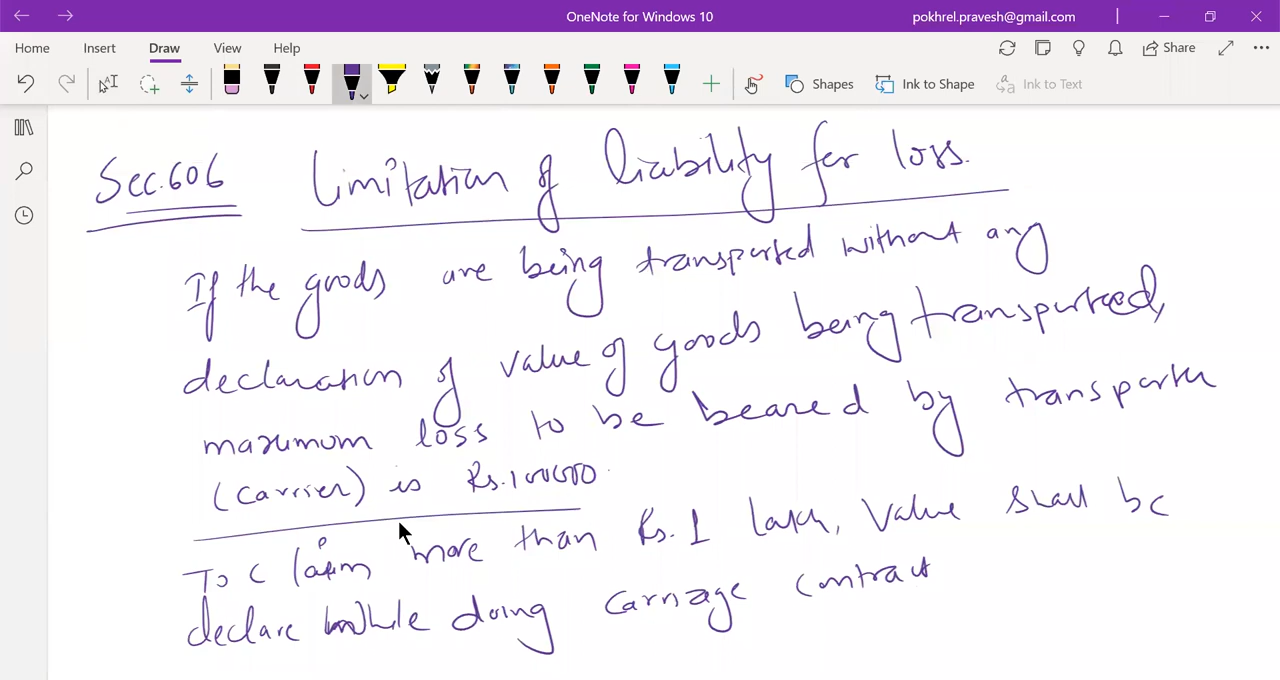 OneNote for Windows 10
pokhrel.pravesh@gmail.com
Home Insert Draw View Help
Share
Shapes Ink to Shape Ink to Text
Sec.606 Limitation of liability for loss.
If the goods are being transported without any
declaration of value of goods being transported,
maximum loss to be beared by transporter
(carrier) is Rs.100000.
To claim more than Rs. 1 lakh, value shall be
declare while doing carriage contract